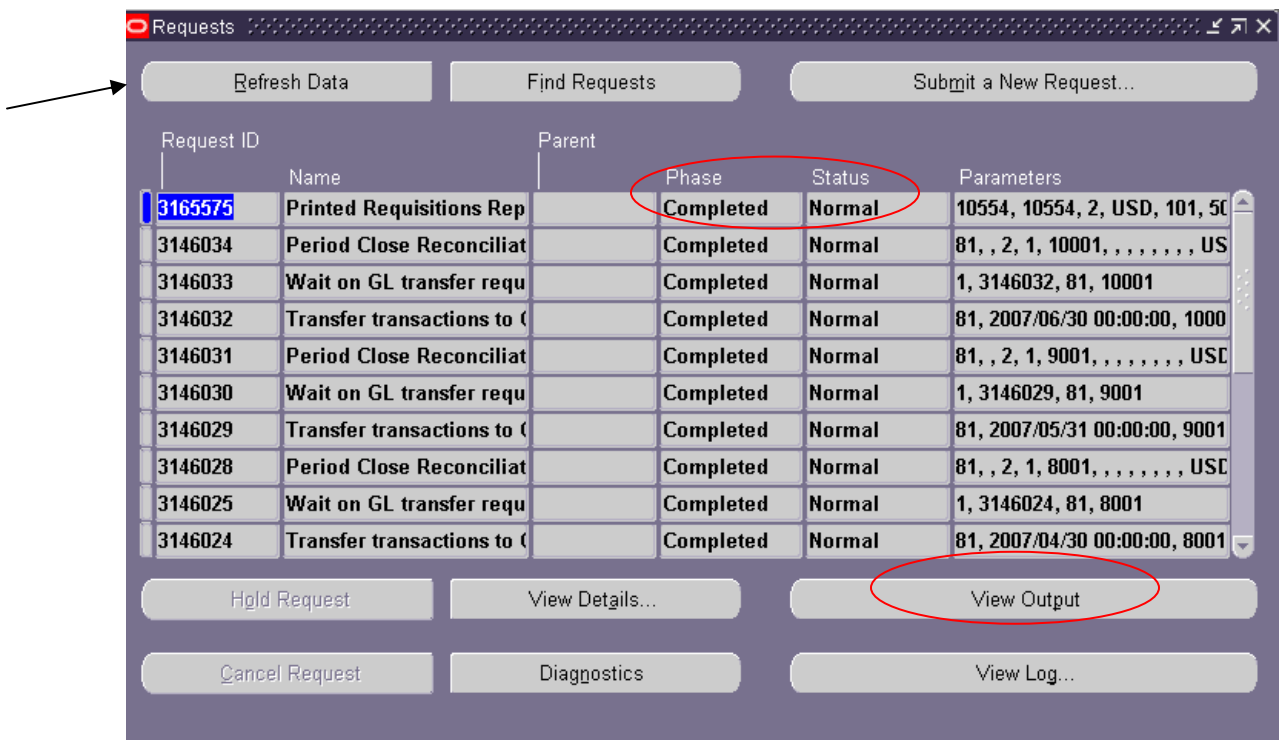 Requests
Refresh Data Find Requests Submit a New Request...
Request ID Parent
Name Phase Status Parameters
3165575 Printed Requisitions Rep Completed Normal 10554, 10554, 2, USD, 101, 50
3146034 Period Close Reconciliat Completed Normal 81, , 2, 1, 10001, , , , , , , , US
3146033 Wait on GL transfer requ Completed Normal 1, 3146032, 81, 10001
3146032 Transfer transactions to Completed Normal 81, 2007/06/30 00:00:00, 1000
3146031 Period Close Reconciliat Completed Normal 81, , 2, 1, 9001, , , , , , , , USD
3146030 Wait on GL transfer requ Completed Normal 1, 3146029, 81, 9001
3146029 Transfer transactions to Completed Normal 81, 2007/05/31 00:00:00, 9001
3146028 Period Close Reconciliat Completed Normal 81, , 2, 1, 8001, , , , , , , , USD
3146025 Wait on GL transfer requ Completed Normal 1, 3146024, 81, 8001
3146024 Transfer transactions to Completed Normal 81, 2007/04/30 00:00:00, 8001
Hold Request View Details... View Output
Cancel Request Diagnostics View Log...